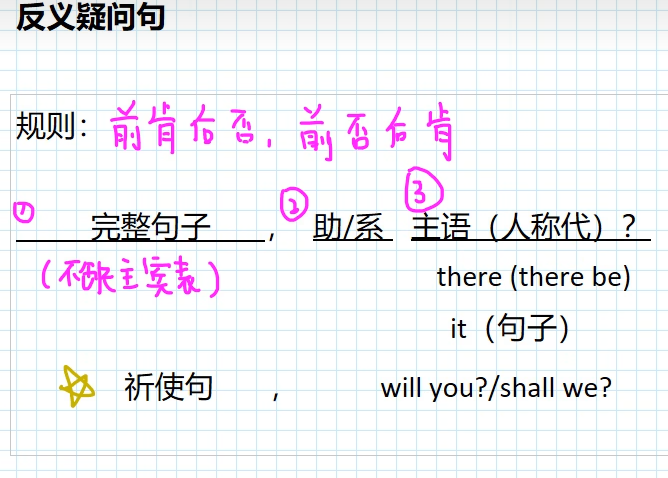 反义疑问句
规则：前肯后否，前否后肯
① 完整句子 ， ② 助/系 ③ 主语（人称代）？
（不缺主宾表） there (there be)
it（句子）
祈使句 ， will you?/shall we?